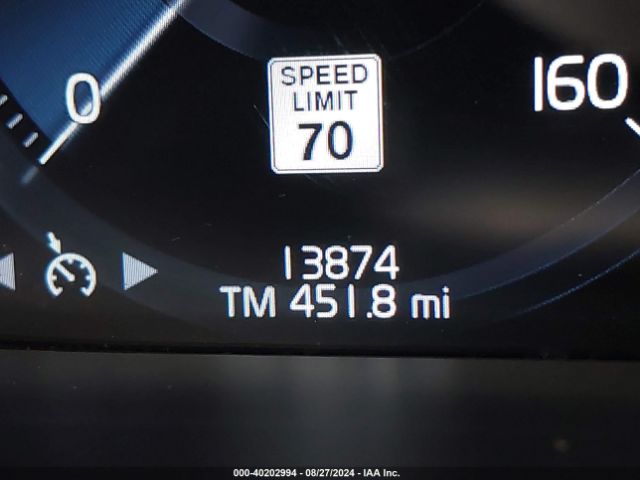 SPEED
LIMIT
70
0
160
13874
TM 451.8 mi
000-40202994 - 08/27/2024 - IAA Inc.